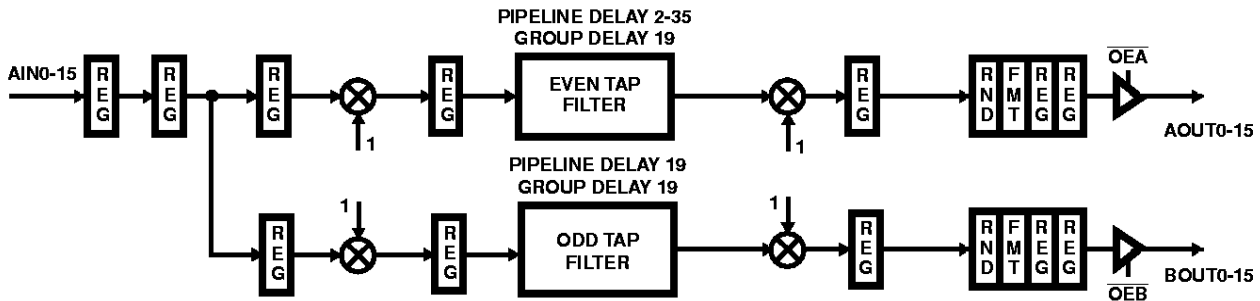 PIPELINE DELAY 2-35
GROUP DELAY 19
AIN0-15
REG
REG
REG
1
REG
EVEN TAP
FILTER
1
REG
RND
FMT
REG
REG
OEA
AOUT0-15
PIPELINE DELAY 19
GROUP DELAY 19
REG
1
REG
ODD TAP
FILTER
1
REG
RND
FMT
REG
REG
OEB
BOUT0-15